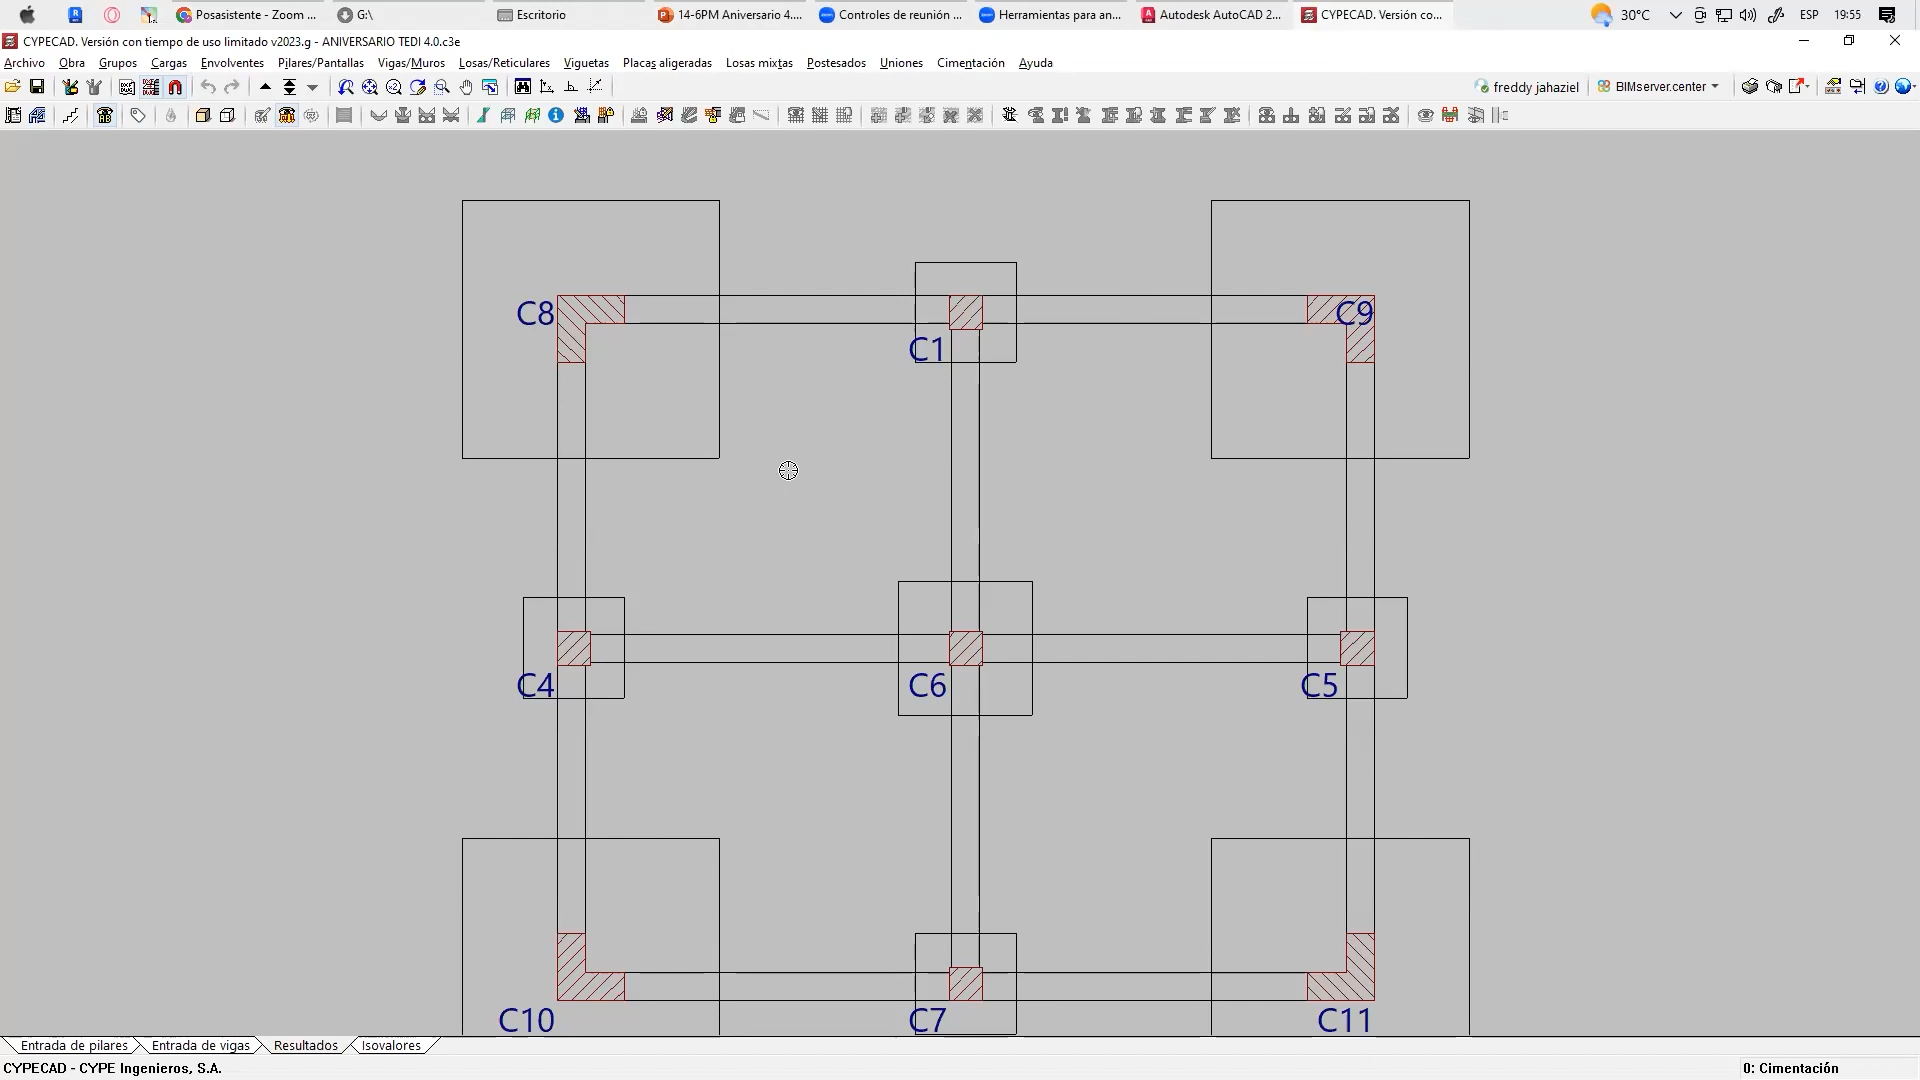 Posasistente - Zoom ...
G:\
Escritorio
14-6PM Aniversario 4....
Controles de reunión ...
Herramientas para an...
Autodesk AutoCAD 2...
CYPECAD. Versión co...
30°C
ESP
19:55
CYPECAD. Versión con tiempo de uso limitado v2023.g - ANIVERSARIO TEDI 4.0.c3e
Archivo Obra Grupos Cargas Envolventes Pilares/Pantallas Vigas/Muros Losas/Reticulares Viguetas Placas aligeradas Losas mixtas Postesados Uniones Cimentación Ayuda
freddy jahaziel
BIMserver.center
C8
C9
C1
C4
C6
C5
C10
C7
C11
Entrada de pilares
Entrada de vigas
Resultados
Isovalores
CYPECAD - CYPE Ingenieros, S.A.
0: Cimentación